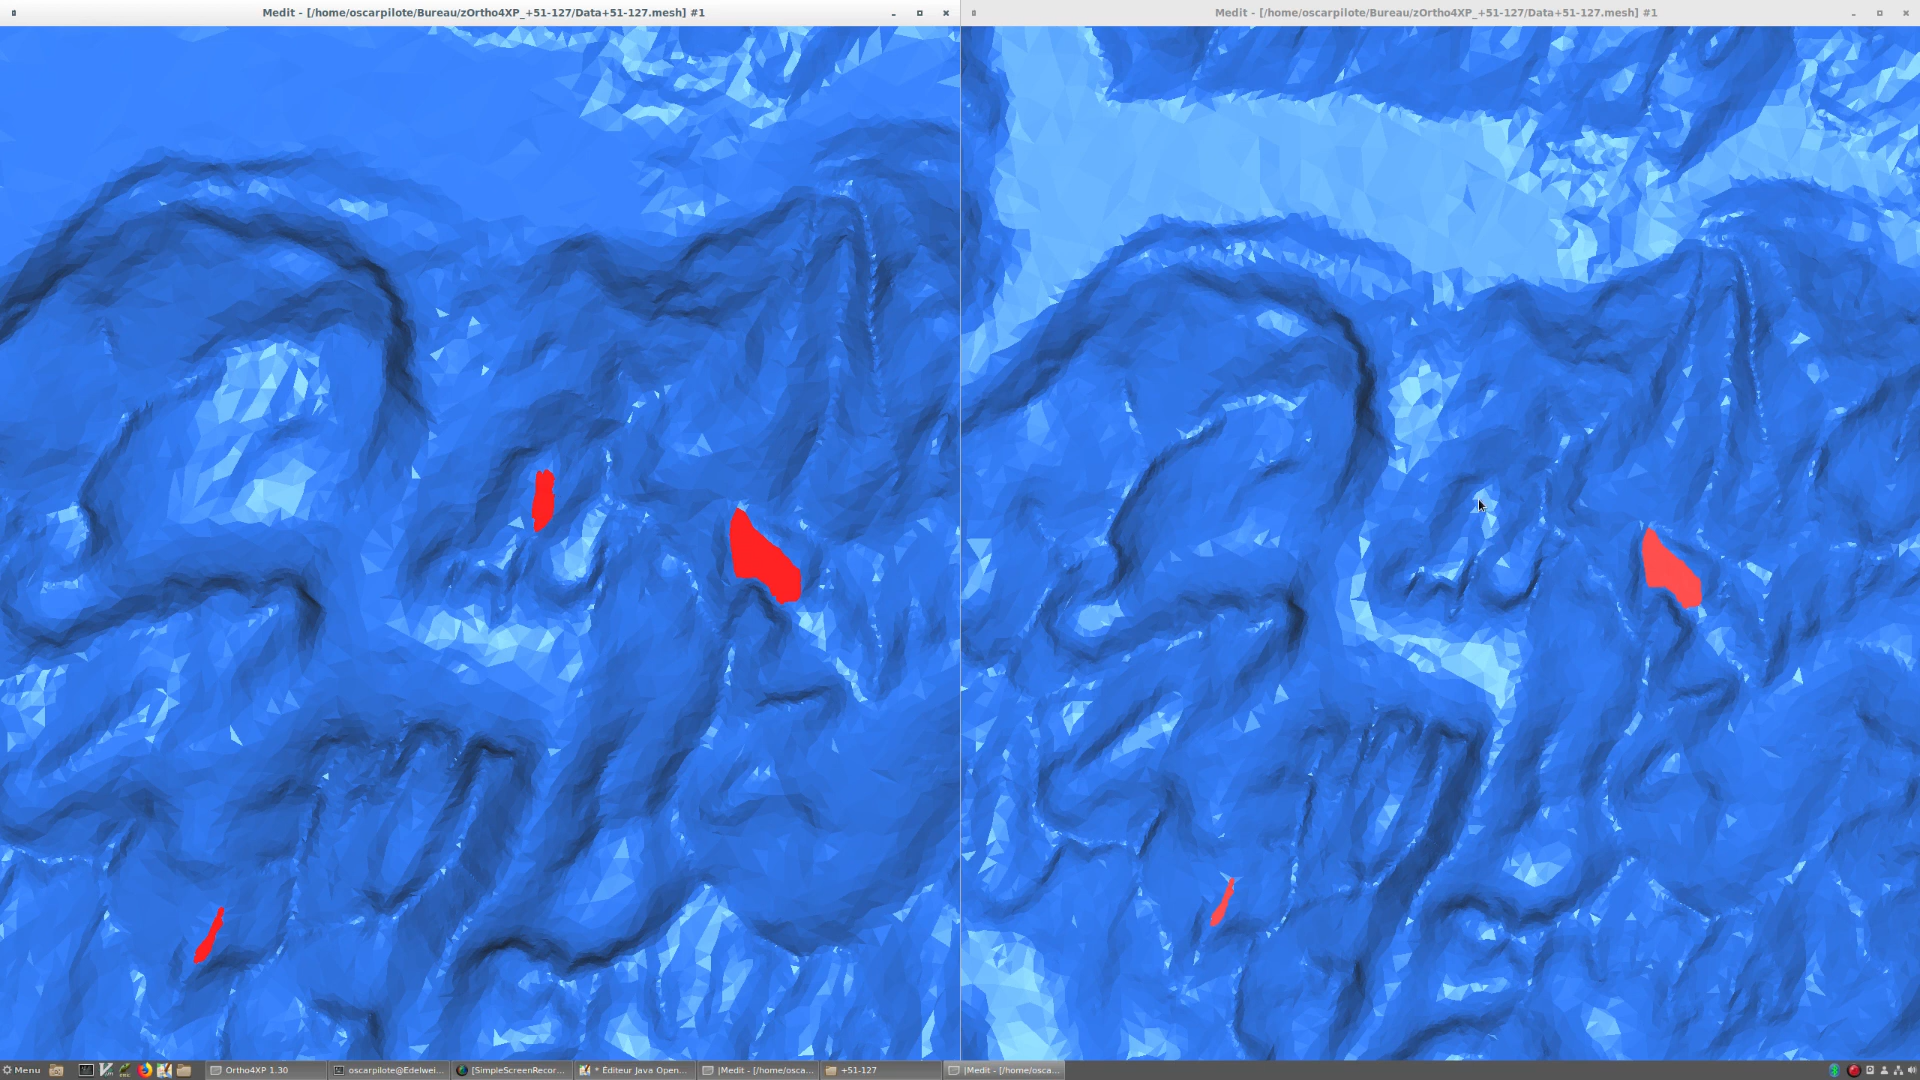 Medit - [/home/oscarpilote/Bureau/zOrtho4XP_+51-127/Data+51-127.mesh] #1
Medit - [/home/oscarpilote/Bureau/zOrtho4XP_+51-127/Data+51-127.mesh] #1
Menu
Ortho4XP 1.30
oscarpilote@Edelwei...
[SimpleScreenRecor...
* Editeur Java Open...
|Medit - [/home/osca...
+51-127
|Medit - [/home/osca...